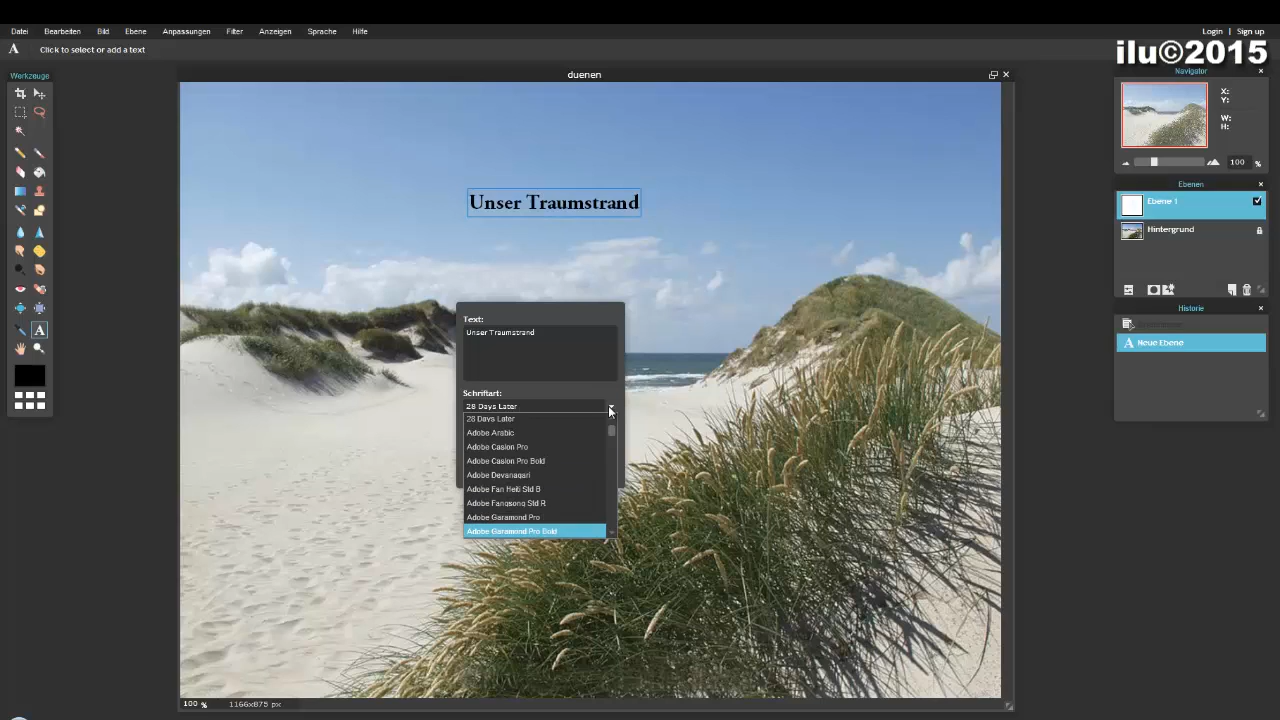 Datei Bearbeiten Bild Ebene Anpassungen Filter Anzeigen Sprache Hilfe Login | Sign up
A Click to select or add a text
ilu©2015
Werkzeuge
duenen
Navigator
X:
Y:
W:
H:
100 %
Unser Traumstrand
Ebenen
Ebene 1
Hintergrund
Historie
A Neue Ebene
Text:
Unser Traumstrand
Schriftart:
28 Days Later
28 Days Later
Adobe Arabic
Adobe Caslon Pro
Adobe Caslon Pro Bold
Adobe Devanagari
Adobe Fan Heiti Std B
Adobe Fangsong Std R
Adobe Garamond Pro
Adobe Garamond Pro Bold
A
100 % 1166x875 px